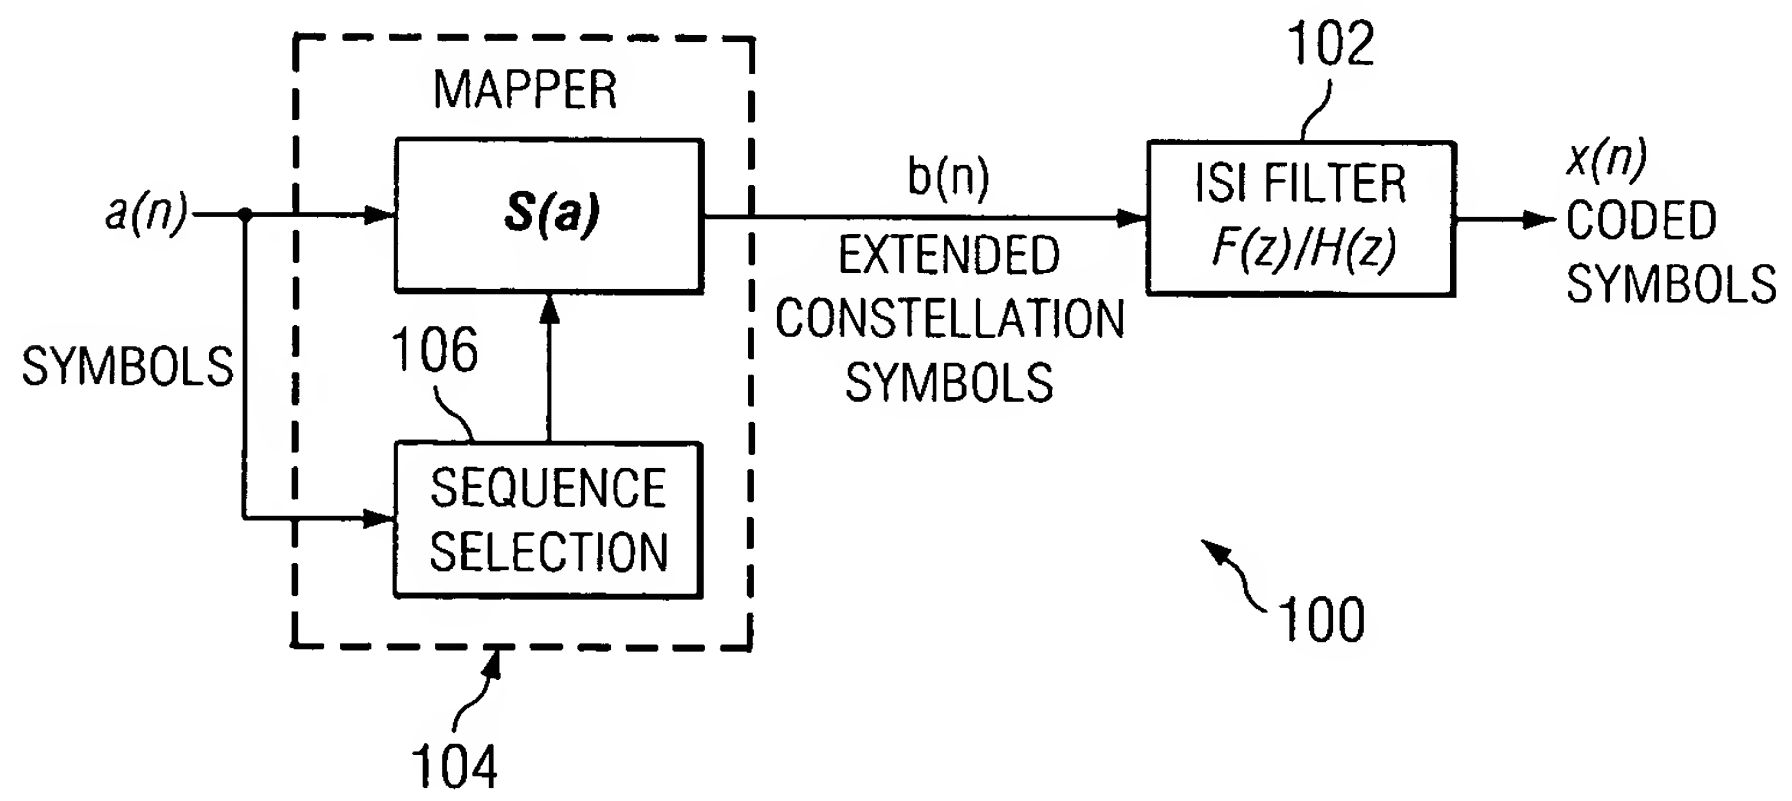 102
MAPPER
a(n)
S(a)
b(n)
ISI FILTER
F(z)/H(z)
x(n)
CODED
SYMBOLS
EXTENDED
CONSTELLATION
SYMBOLS
SYMBOLS
106
SEQUENCE
SELECTION
100
104